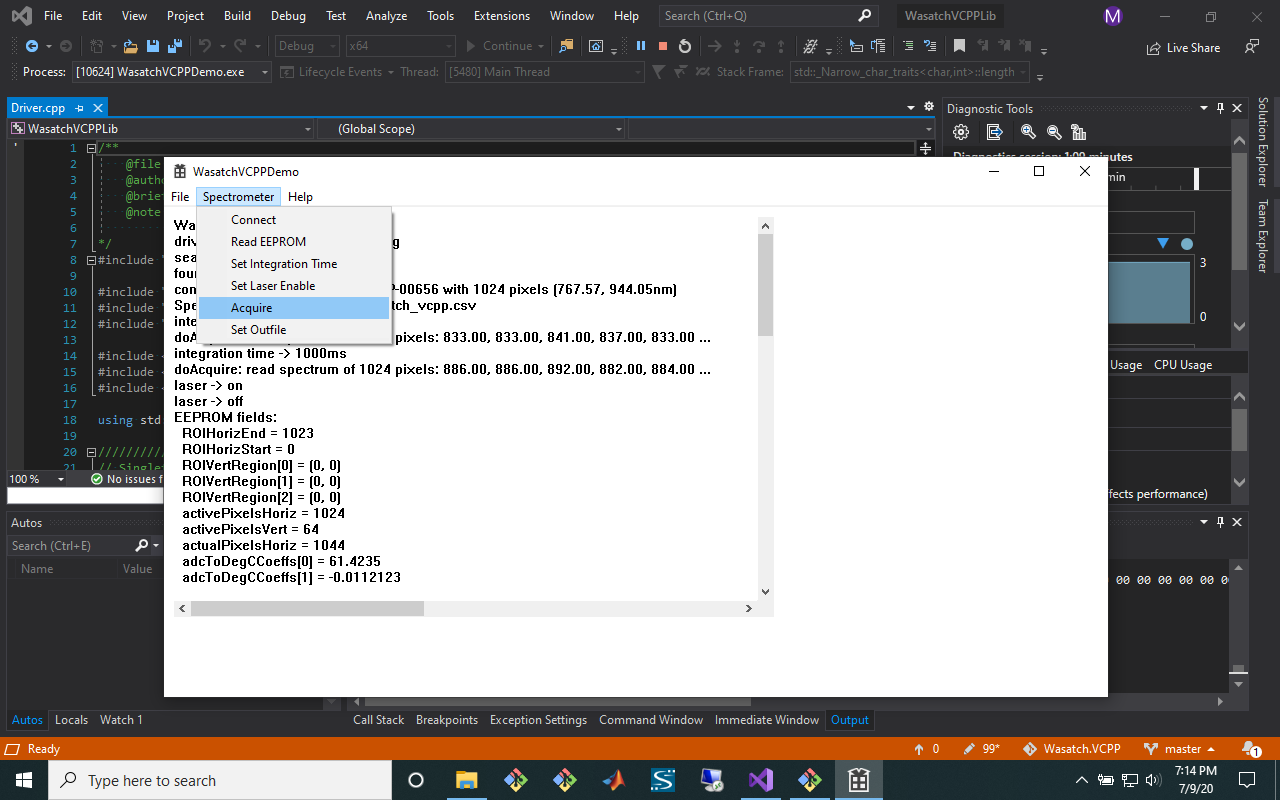 File Edit View Project Build Debug Test Analyze Tools Extensions Window Help Search (Ctrl+Q) WasatchVCPPLib M
Debug x64 Continue Live Share
Process: [10624] WasatchVCPPDemo.exe Lifecycle Events Thread: [5480] Main Thread Stack Frame: std::_Narrow_char_traits<char,int>::length
Driver.cpp
WasatchVCPPLib (Global Scope)
1 /**
2 @file
3 @autho
4 @brief
5 @note
6
7 */
8 #include "
9
10 #include "
11 #include "
12 #include "
13
14 #include <
15 #include <
16 #include <
17
18 using std
19
20 //////////
21 // Single
100 % No issues f
Autos
Search (Ctrl+E)
Name Value
Autos Locals Watch 1
WasatchVCPPDemo
File Spectrometer Help
Connect
Read EEPROM
Set Integration Time
Set Laser Enable
Acquire
Set Outfile
Wa
driv g
sea
fou
con P-00656 with 1024 pixels (767.57, 944.05nm)
Spe tch_vcpp.csv
inte
doA pixels: 833.00, 833.00, 841.00, 837.00, 833.00 ...
integration time -> 1000ms
doAcquire: read spectrum of 1024 pixels: 886.00, 886.00, 892.00, 882.00, 884.00 ...
laser -> on
laser -> off
EEPROM fields:
ROIHorizEnd = 1023
ROIHorizStart = 0
ROIVertRegion[0] = (0, 0)
ROIVertRegion[1] = (0, 0)
ROIVertRegion[2] = (0, 0)
activePixelsHoriz = 1024
activePixelsVert = 64
actualPixelsHoriz = 1044
adcToDegCCoeffs[0] = 61.4235
adcToDegCCoeffs[1] = -0.0112123
Diagnostic Tools
Diagnostics session: 1:09 minutes
min
3
0
Usage CPU Usage
ffects performance)
00 00 00 00 00 0
Solution Explorer
Team Explorer
Call Stack Breakpoints Exception Settings Command Window Immediate Window Output
Ready 0 99* Wasatch.VCPP master 1
Type here to search
7:14 PM
7/9/20